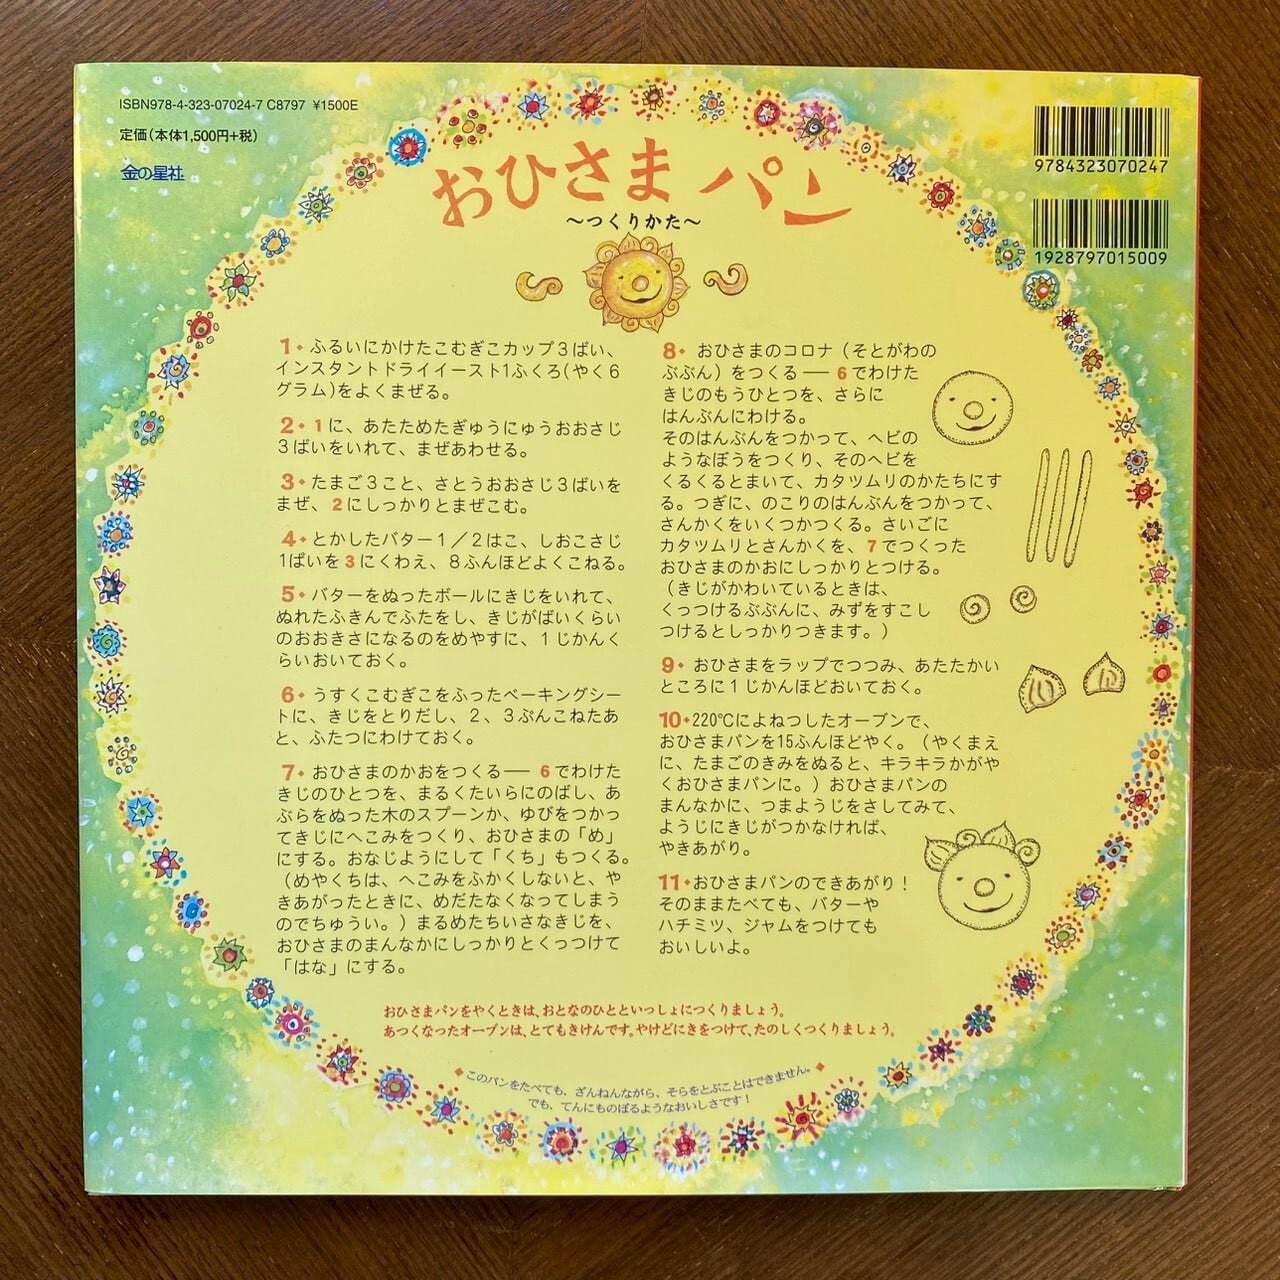 ISBN978-4-323-07024-7 C8797 ¥1500E
定価(本体1,500円+税)
金の星社
9784323070247
1928797015009
おひさまパン
～つくりかた～
1・ふるいにかけたこむぎこカップ3ばい、
インスタントドライイースト1ふくろ(やく6
グラム)をよくまぜる。
2・1に、あたためたぎゅうにゅうおおさじ
3ばいをいれて、まぜあわせる。
3・たまご3こと、さとうおおさじ3ばいを
まぜ、2にしっかりとまぜこむ。
4・とかしたバター1/2はこ、しおこさじ
1ぱいを3にくわえ、8ふんほどよくこねる。
5・バターをぬったボールにきじをいれて、
ぬれたふきんでふたをし、きじがばいくらい
のおおきさになるのをめやすに、1じかんく
らいおいておく。
6・うすくこむぎこをふったベーキングシー
トに、きじをとりだし、2、3ぷんこねたあ
と、ふたつにわけておく。
7・おひさまのかおをつくる── 6でわけた
きじのひとつを、まるくたいらにのばし、あ
ぶらをぬった木のスプーンか、ゆびをつかっ
てきじにへこみをつくり、おひさまの「め」
にする。おなじようにして「くち」もつくる。
(めやくちは、へこみをふかくしないと、や
きあがったときに、めだたなくなってしまう
のでちゅうい。)まるめたちいさなきじを、
おひさまのまんなかにしっかりとくっつけて
「はな」にする。
8・おひさまのコロナ(そとがわの
ぶぶん)をつくる── 6でわけた
きじのもうひとつを、さらに
はんぶんにわける。
そのはんぶんをつかって、ヘビの
ようなぼうをつくり、そのヘビを
くるくるとまいて、カタツムリのかたちにす
る。つぎに、のこりのはんぶんをつかって、
さんかくをいくつかつくる。さいごに
カタツムリとさんかくを、7でつくった
おひさまのかおにしっかりとつける。
(きじがかわいているときは、
くっつけるぶぶんに、みずをすこし
つけるとしっかりつきます。)
9・おひさまをラップでつつみ、あたたかい
ところに1じかんほどおいておく。
10・220℃によねつしたオーブンで、
おひさまパンを15ふんほどやく。(やくまえ
に、たまごのきみをぬると、キラキラかがや
くおひさまパンに。)おひさまパンの
まんなかに、つまようじをさしてみて、
ようじにきじがつかなければ、
やきあがり。
11・おひさまパンのできあがり!
そのままたべても、バターや
ハチミツ、ジャムをつけても
おいしいよ。
おひさまパンをやくときは、おとなのひとといっしょにつくりましょう。
あつくなったオーブンは、とてもきけんです。やけどにきをつけて、たのしくつくりましょう。
◆このパンをたべても、ざんねんながら、そらをとぶことはできません。◆
でも、てんにものぼるようなおいしさです!